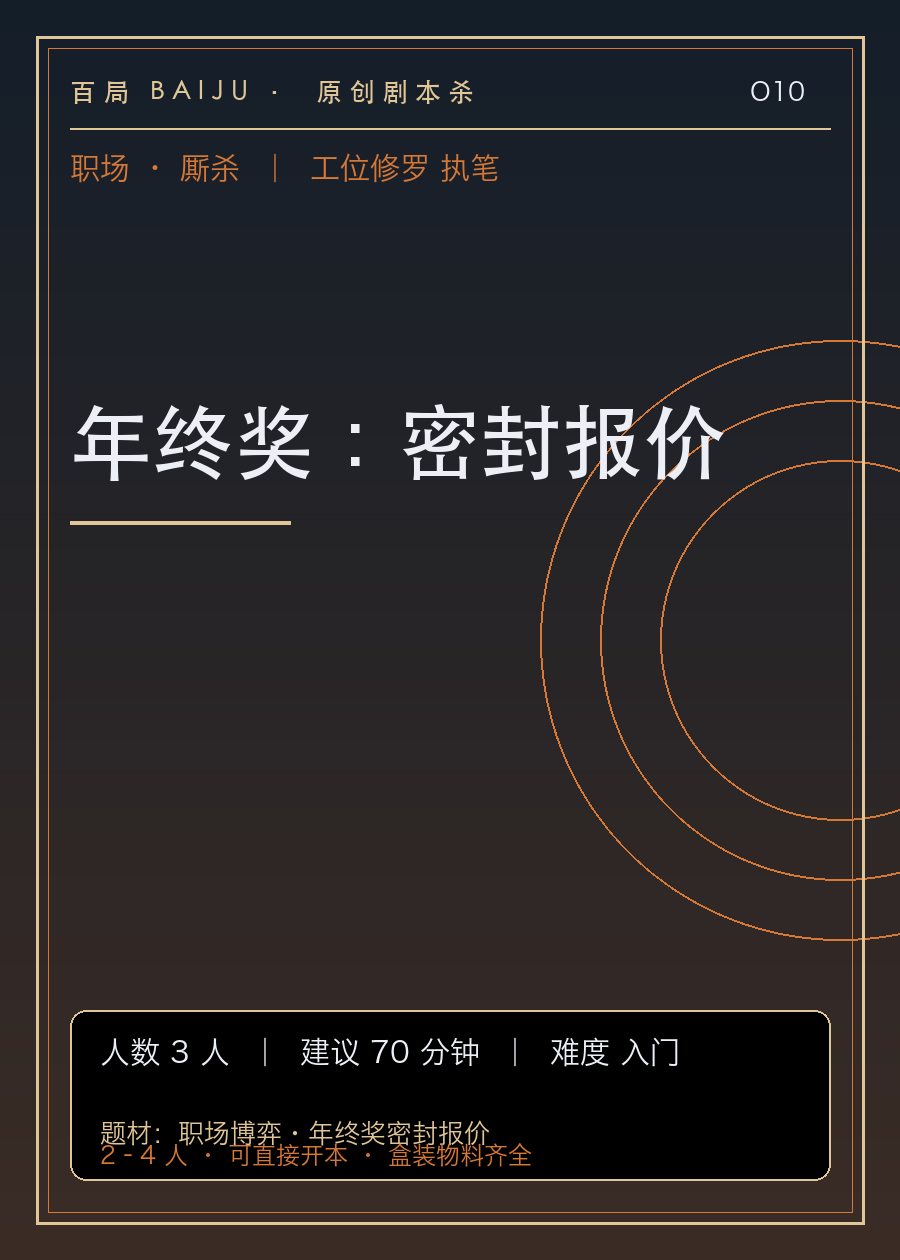 百局 BAIJU · 原创剧本杀 010
职场 · 厮杀 ｜ 工位修罗 执笔
年终奖：密封报价
人数 3 人 ｜ 建议 70 分钟 ｜ 难度 入门
题材：职场博弈·年终奖密封报价
2-4 人 · 可直接开本 · 盒装物料齐全